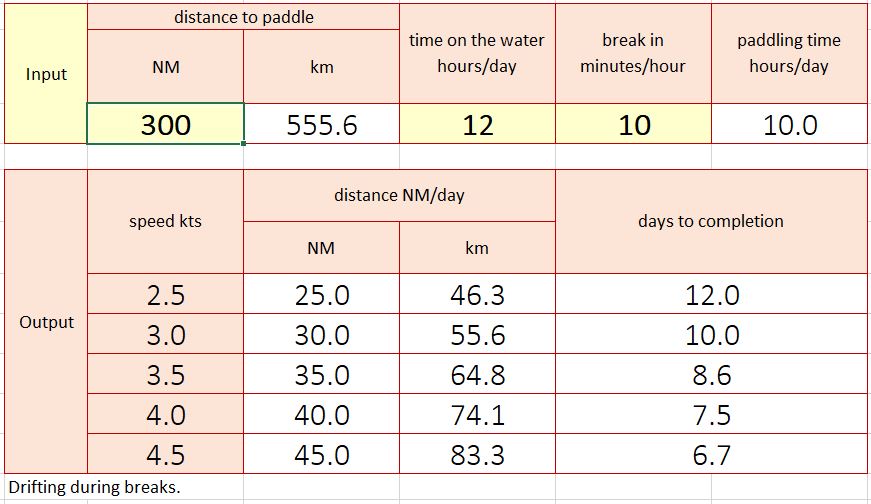 Input
distance to paddle
NM
km
time on the water
hours/day
break in
minutes/hour
paddling time
hours/day
300
555.6
12
10
10.0
Output
speed kts
distance NM/day
NM
km
days to completion
2.5 25.0 46.3 12.0
3.0 30.0 55.6 10.0
3.5 35.0 64.8 8.6
4.0 40.0 74.1 7.5
4.5 45.0 83.3 6.7
Drifting during breaks.